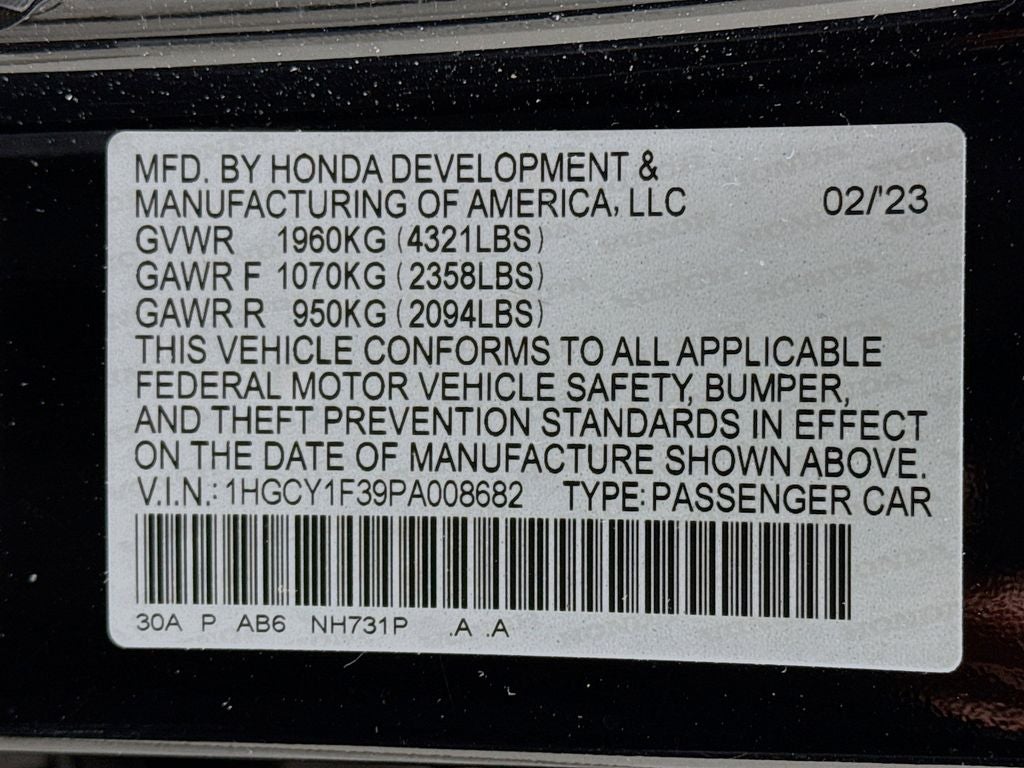 MFD. BY HONDA DEVELOPMENT &
MANUFACTURING OF AMERICA, LLC 02/'23
GVWR 1960KG (4321LBS)
GAWR F 1070KG (2358LBS)
GAWR R 950KG (2094LBS)
THIS VEHICLE CONFORMS TO ALL APPLICABLE
FEDERAL MOTOR VEHICLE SAFETY, BUMPER,
AND THEFT PREVENTION STANDARDS IN EFFECT
ON THE DATE OF MANUFACTURE SHOWN ABOVE.
V.I.N.: 1HGCY1F39PA008682 TYPE: PASSENGER CAR
30A P AB6 NH731P .A .A